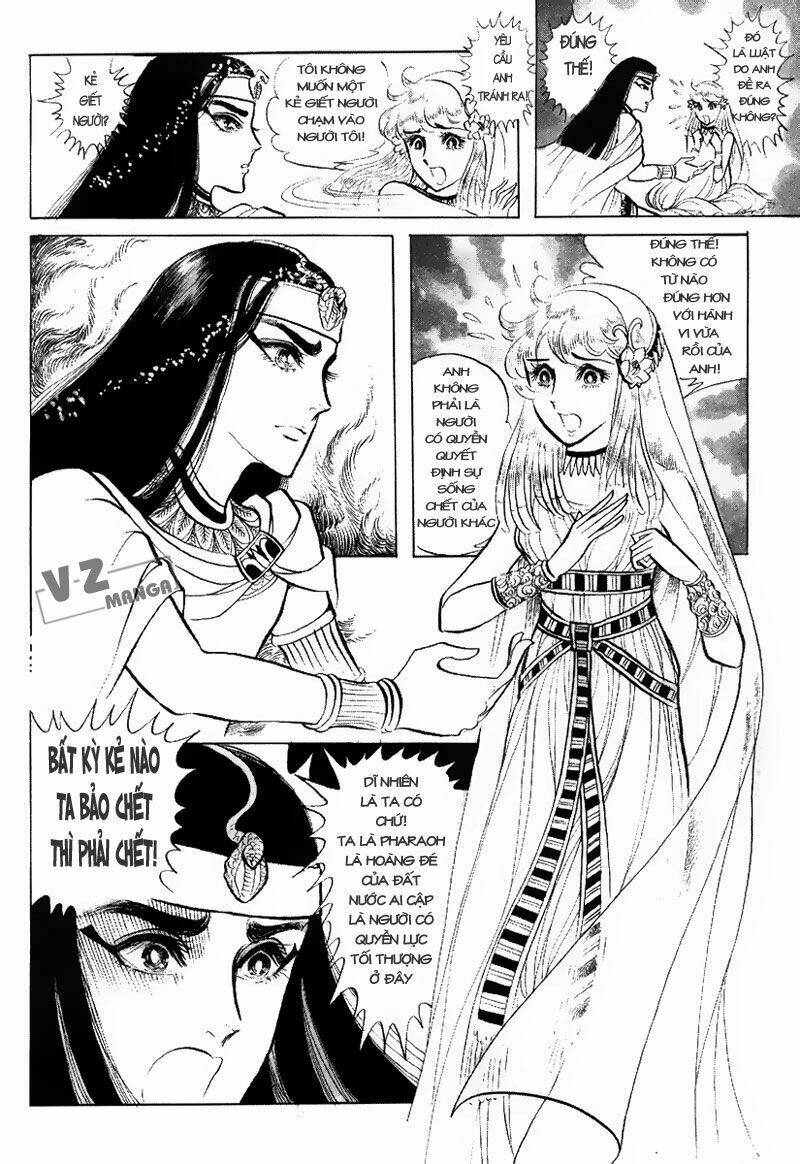 ĐÓ
LÀ LUẬT
DO ANH
ĐỀ RA
ĐÚNG
KHÔNG?
ĐÚNG
THẾ!
YÊU
CẦU
ANH
TRÁNH RA!
TÔI KHÔNG
MUỐN MỘT
KẺ GIẾT NGƯỜI
CHẠM VÀO
NGƯỜI TÔI!
KẺ
GIẾT
NGƯỜI?
ĐÚNG THẾ!
KHÔNG CÓ
TỪ NÀO
ĐÚNG HƠN
VỚI HÀNH
VI VỪA
RỒI CỦA
ANH!
ANH
KHÔNG
PHẢI LÀ
NGƯỜI
CÓ QUYỀN
QUYẾT
ĐỊNH SỰ
SỐNG
CHẾT CỦA
NGƯỜI KHÁC
V-Z
MANGA
DĨ NHIÊN
LÀ TA CÓ
CHỨ!
TA LÀ PHARAOH
LÀ HOÀNG ĐẾ
CỦA ĐẤT
NƯỚC AI CẬP
LÀ NGƯỜI CÓ
QUYỀN LỰC
TỐI THƯỢNG
Ở ĐÂY
BẤT KỲ KẺ NÀO
TA BẢO CHẾT
THÌ PHẢI CHẾT!